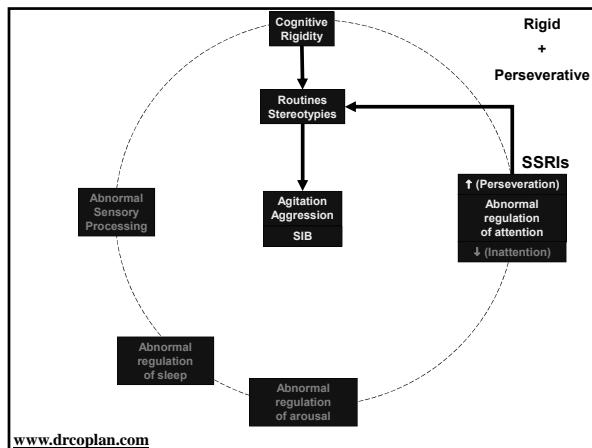 Cognitive
Rigidity
Rigid
+
Perseverative
Routines
Stereotypies
SSRIs
↑ (Perseveration)
Abnormal
regulation
of attention
↓ (Inattention)
Abnormal
Sensory
Processing
Agitation
Aggression
SIB
Abnormal
regulation
of sleep
Abnormal
regulation
of arousal
www.drcoplan.com